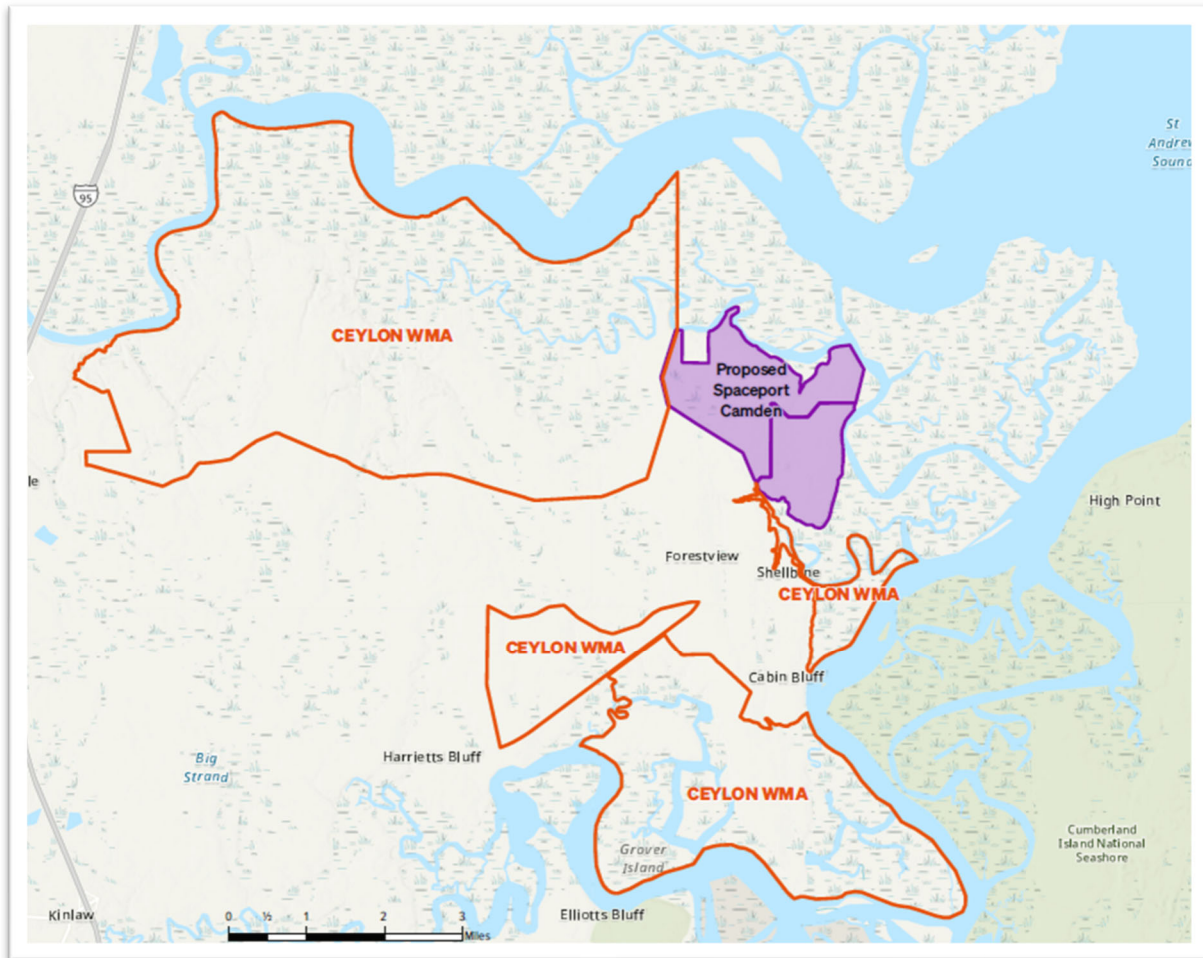 St
Andrew
Sound
95
CEYLON WMA
Proposed
Spaceport
Camden
le
High Point
Forestview
Shellbine
CEYLON WMA
CEYLON WMA
Cabin Bluff
Harrietts Bluff
Big
Strand
CEYLON WMA
Cumberland
Island National
Seashore
Grover
Island
Kinlaw
0 ½ 1 2 3
Miles
Elliotts Bluff